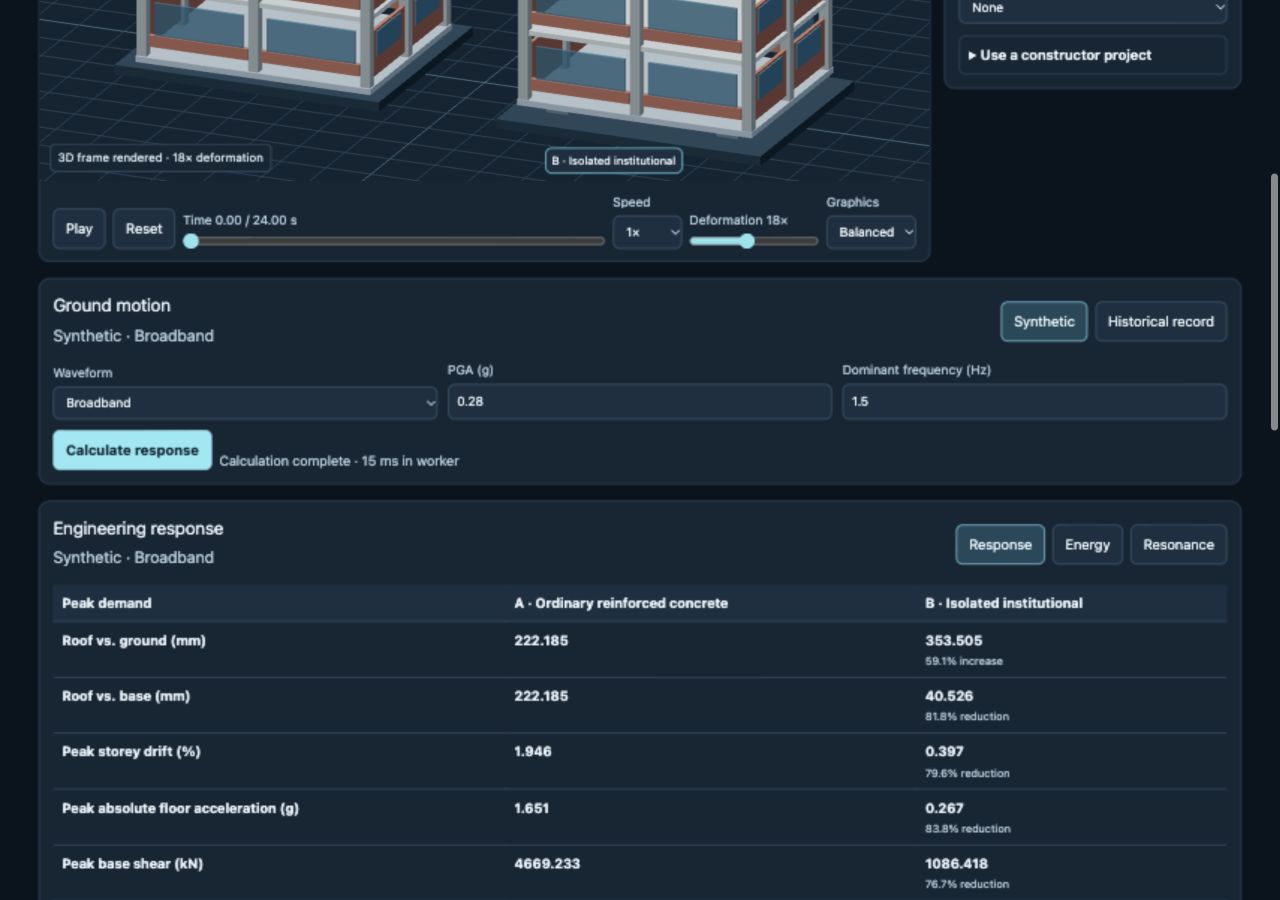 None
▸ Use a constructor project
3D frame rendered · 18× deformation
B · Isolated institutional
Play
Reset
Time 0.00 / 24.00 s
Speed
1×
Deformation 18×
Graphics
Balanced
Ground motion
Synthetic · Broadband
Synthetic
Historical record
Waveform
PGA (g)
Dominant frequency (Hz)
Broadband
0.28
1.5
Calculate response
Calculation complete · 15 ms in worker
Engineering response
Synthetic · Broadband
Response
Energy
Resonance
Peak demand
A · Ordinary reinforced concrete
B · Isolated institutional
Roof vs. ground (mm)
222.185
353.505
59.1% increase
Roof vs. base (mm)
222.185
40.526
81.8% reduction
Peak storey drift (%)
1.946
0.397
79.6% reduction
Peak absolute floor acceleration (g)
1.651
0.267
83.8% reduction
Peak base shear (kN)
4669.233
1086.418
76.7% reduction